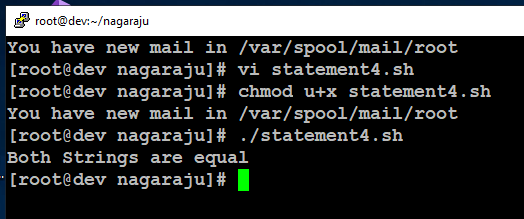 root@dev:~/nagaraju
You have new mail in /var/spool/mail/root
[root@dev nagaraju]# vi statement4.sh
[root@dev nagaraju]# chmod u+x statement4.sh
You have new mail in /var/spool/mail/root
[root@dev nagaraju]# ./statement4.sh
Both Strings are equal
[root@dev nagaraju]#